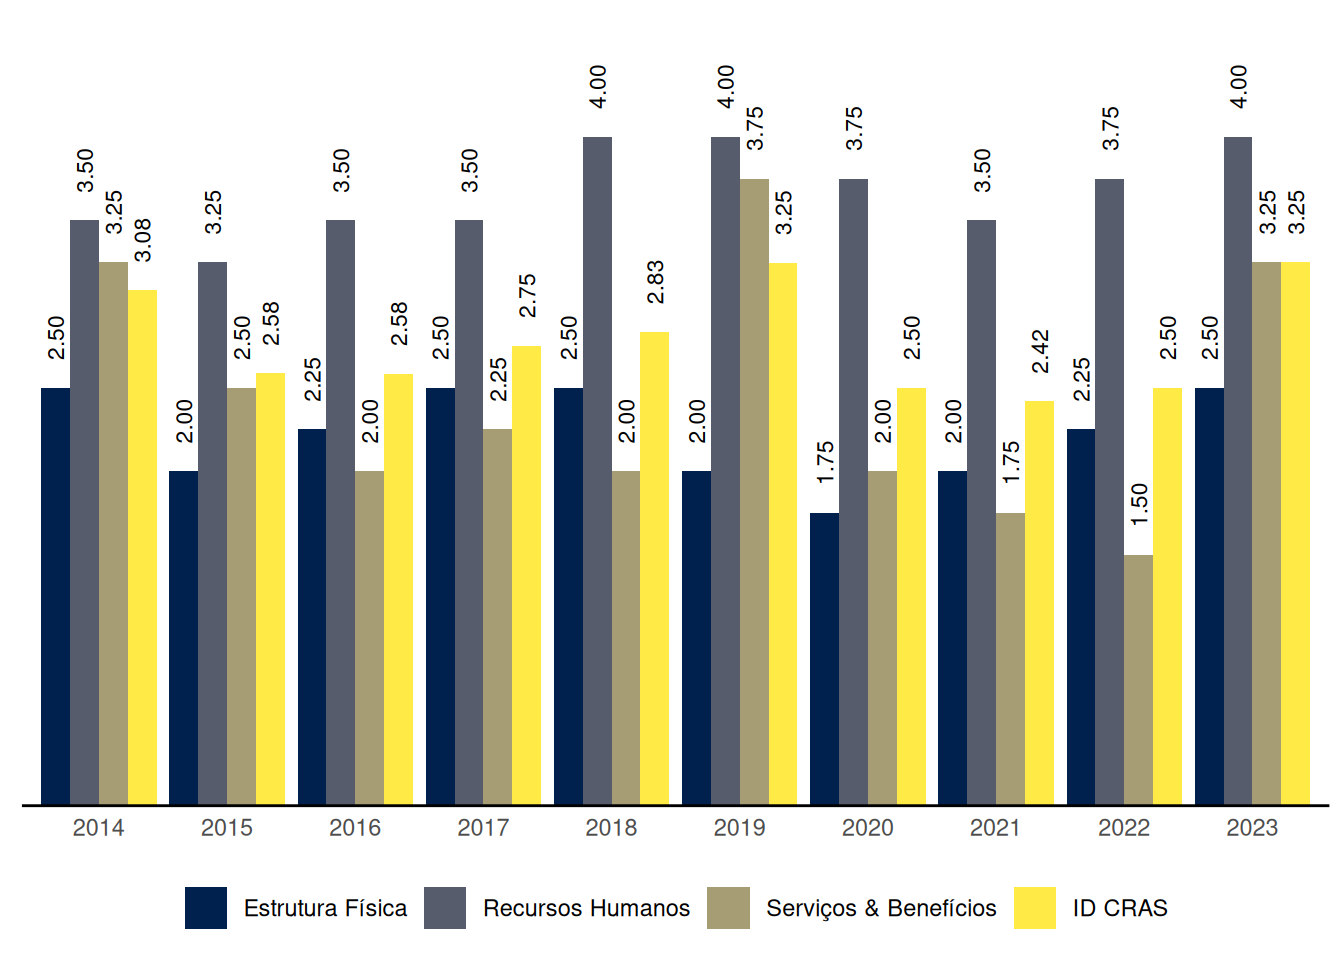 2.50 3.50 3.25 3.08
2.00 3.25 2.50 2.58
2.25 3.50 2.00 2.58
2.50 3.50 2.25 2.75
2.50 4.00 2.00 2.83
2.00 4.00 3.75 3.25
1.75 3.75 2.00 2.50
2.00 3.50 1.75 2.42
2.25 3.75 1.50 2.50
2.50 4.00 3.25 3.25
2014 2015 2016 2017 2018 2019 2020 2021 2022 2023
Estrutura Física Recursos Humanos Serviços & Benefícios ID CRAS